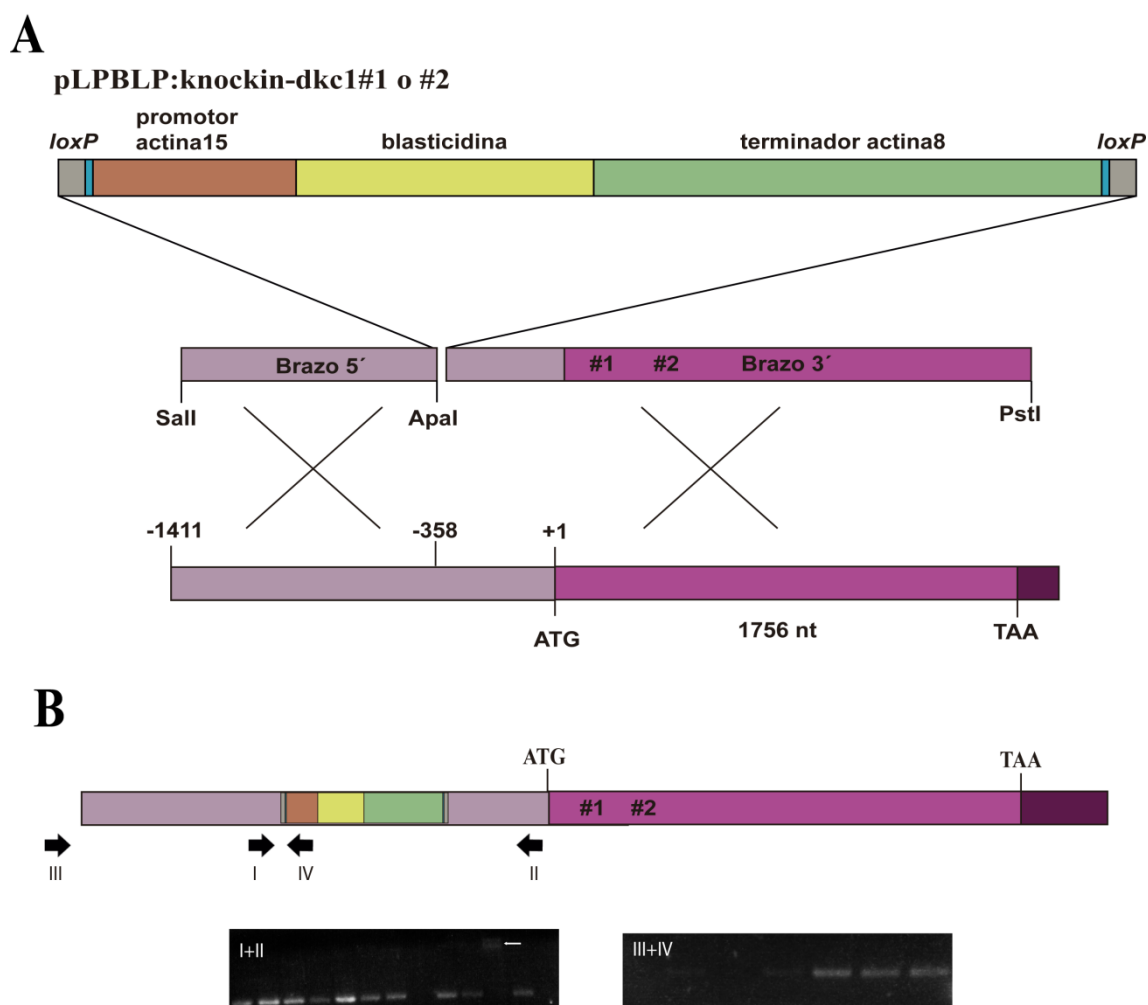 A
pLPBLP:knockin-dkc1#1 o #2
promotor
loxP actina15 blasticidina terminador actina8 loxP
Brazo 5´ #1 #2 Brazo 3´
SalI ApaI PstI
-1411 -358 +1
ATG 1756 nt TAA
B
ATG TAA
#1 #2
III I IV II
I+II III+IV